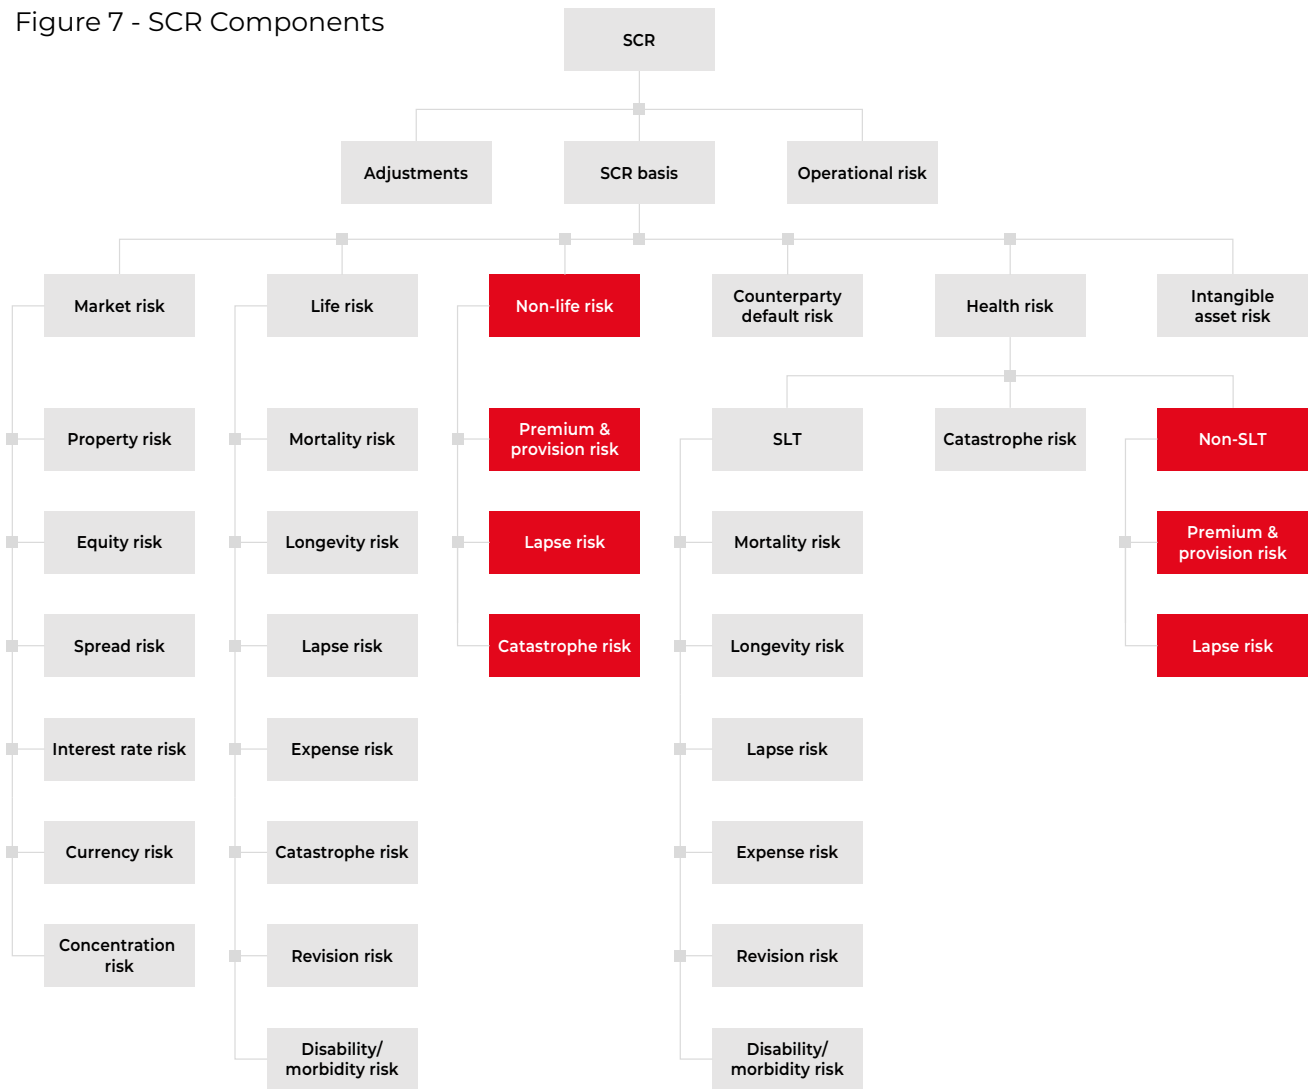 Figure 7 - SCR Components
SCR
Adjustments
SCR basis
Operational risk
Market risk
Life risk
Non-life risk
Counterparty
default risk
Health risk
Intangible
asset risk
Property risk
Mortality risk
Premium &
provision risk
SLT
Catastrophe risk
Non-SLT
Equity risk
Longevity risk
Lapse risk
Mortality risk
Premium &
provision risk
Spread risk
Lapse risk
Catastrophe risk
Longevity risk
Lapse risk
Interest rate risk
Expense risk
Lapse risk
Currency risk
Catastrophe risk
Expense risk
Concentration
risk
Revision risk
Revision risk
Disability/
morbidity risk
Disability/
morbidity risk